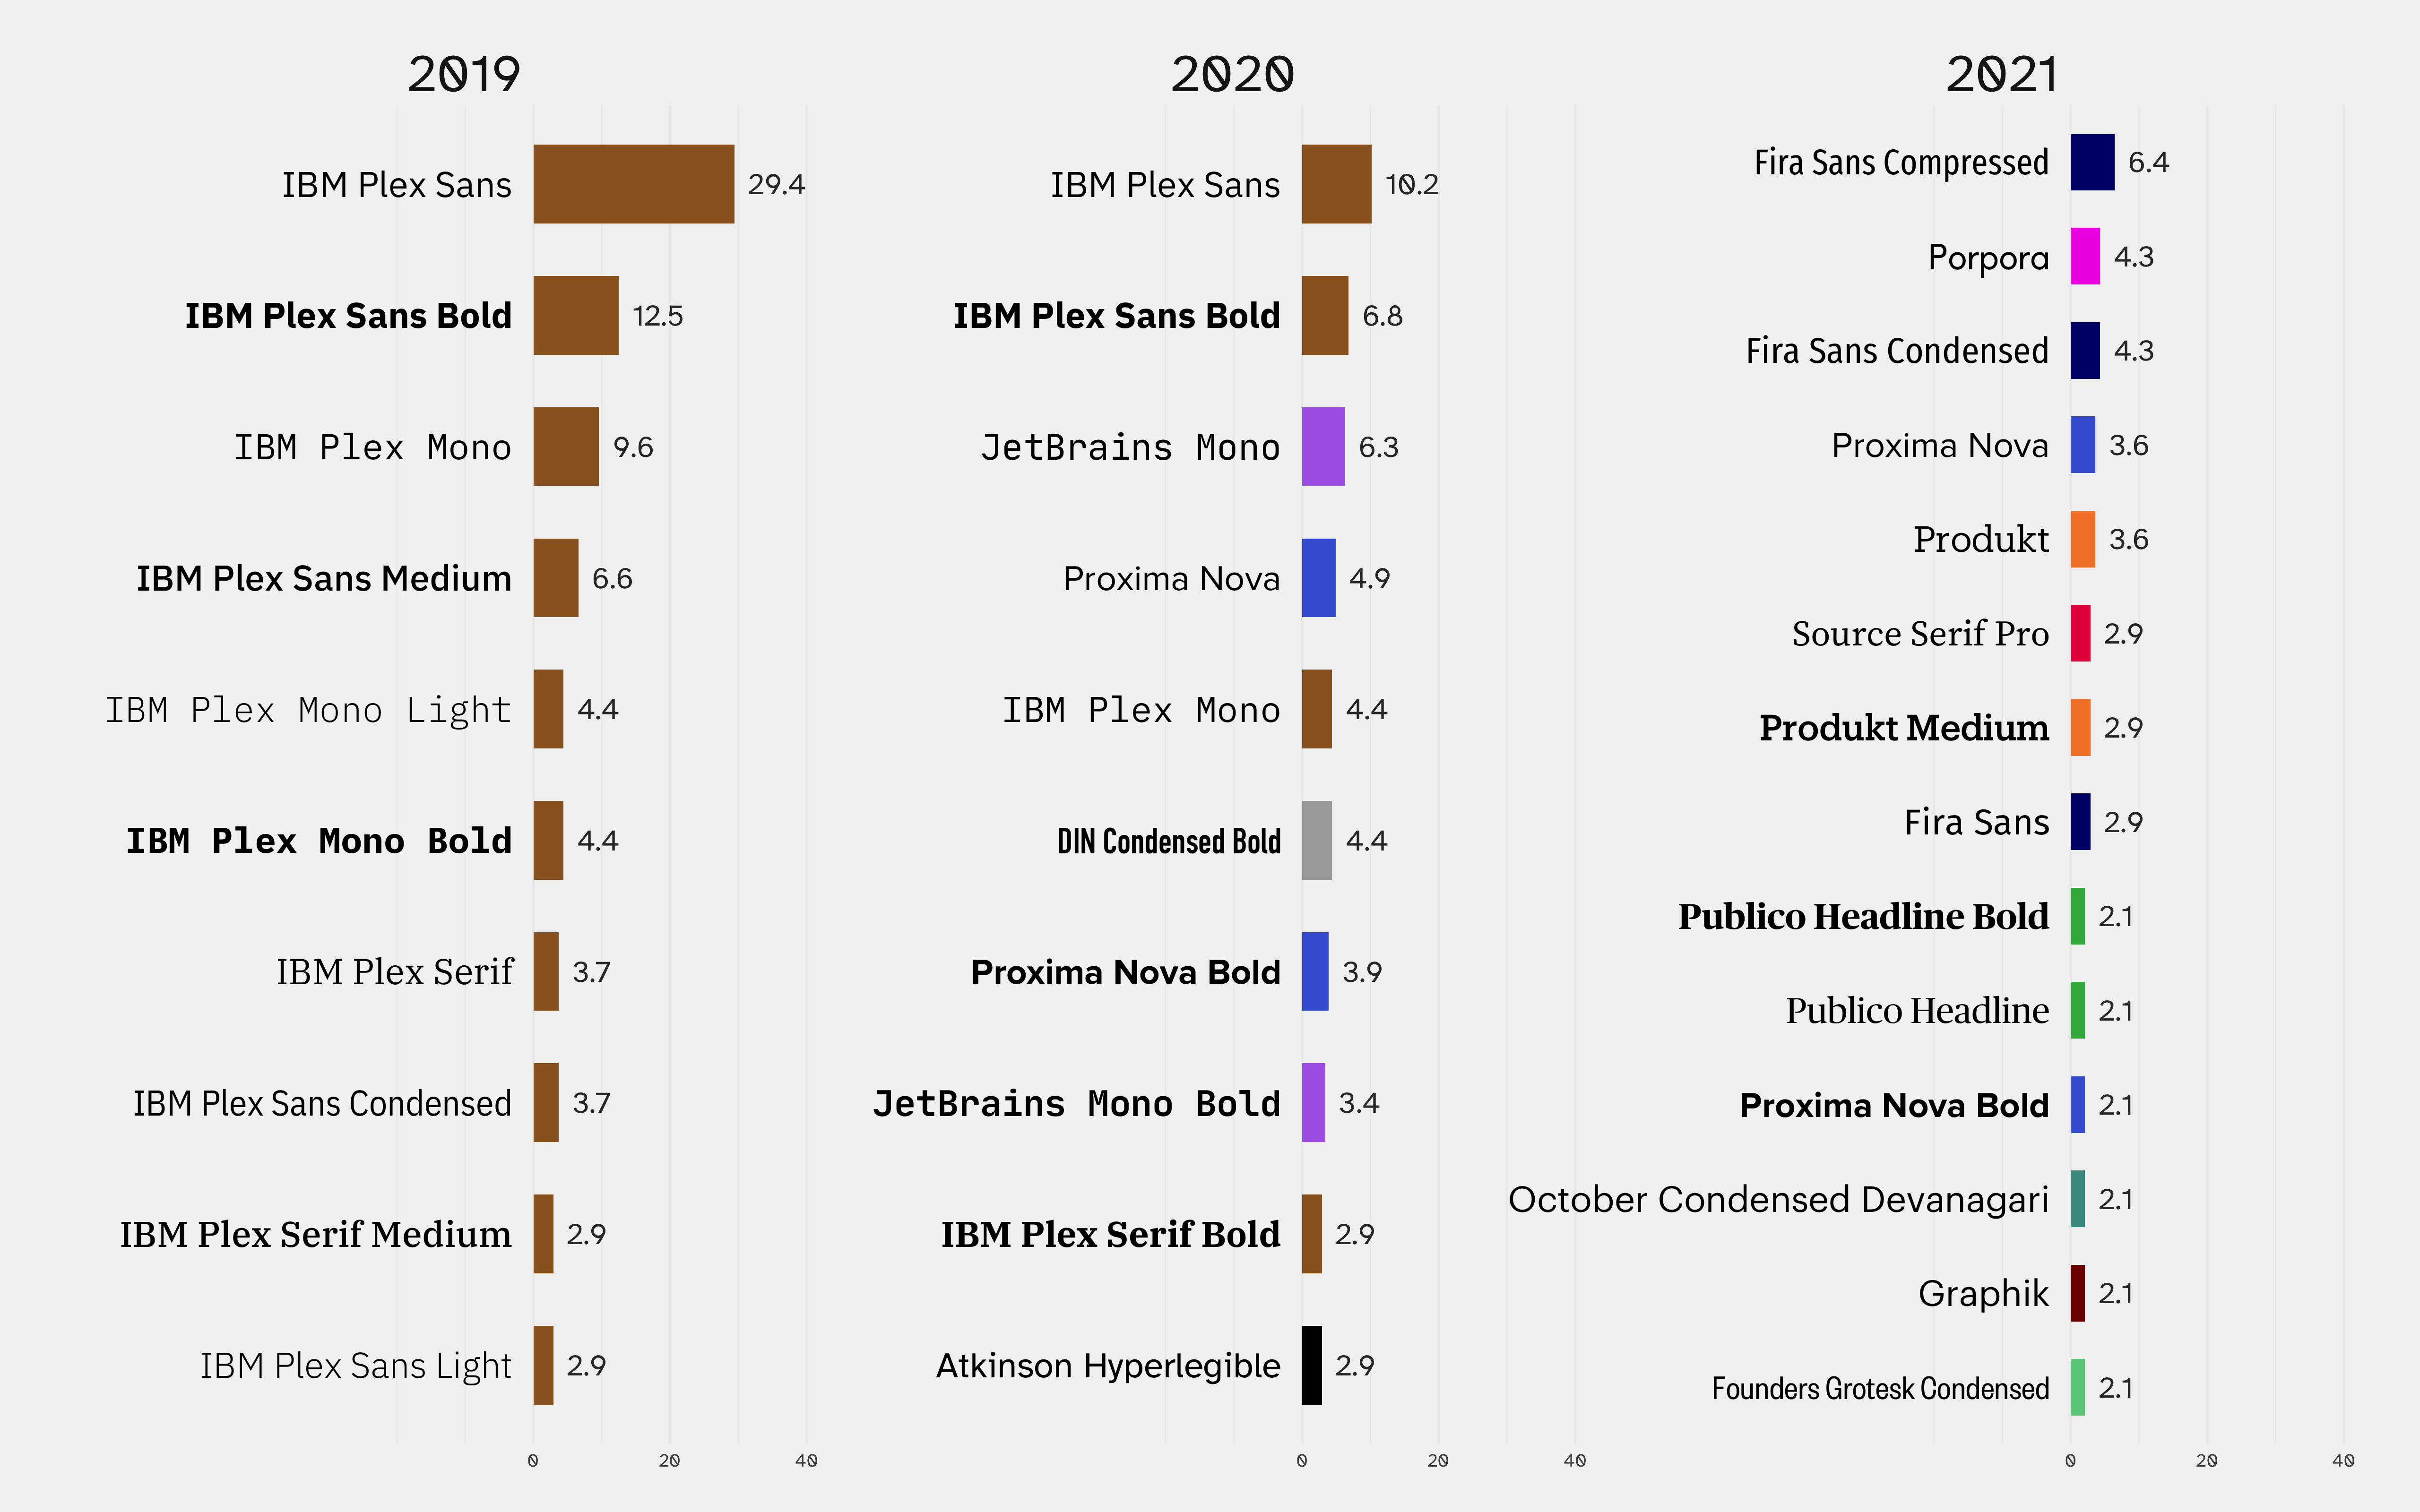 2019
IBM Plex Sans 29.4
IBM Plex Sans Bold 12.5
IBM Plex Mono 9.6
IBM Plex Sans Medium 6.6
IBM Plex Mono Light 4.4
IBM Plex Mono Bold 4.4
IBM Plex Serif 3.7
IBM Plex Sans Condensed 3.7
IBM Plex Serif Medium 2.9
IBM Plex Sans Light 2.9
0 20 40
2020
IBM Plex Sans 10.2
IBM Plex Sans Bold 6.8
JetBrains Mono 6.3
Proxima Nova 4.9
IBM Plex Mono 4.4
DIN Condensed Bold 4.4
Proxima Nova Bold 3.9
JetBrains Mono Bold 3.4
IBM Plex Serif Bold 2.9
Atkinson Hyperlegible 2.9
0 20 40
2021
Fira Sans Compressed 6.4
Porpora 4.3
Fira Sans Condensed 4.3
Proxima Nova 3.6
Produkt 3.6
Source Serif Pro 2.9
Produkt Medium 2.9
Fira Sans 2.9
Publico Headline Bold 2.1
Publico Headline 2.1
Proxima Nova Bold 2.1
October Condensed Devanagari 2.1
Graphik 2.1
Founders Grotesk Condensed 2.1
0 20 40